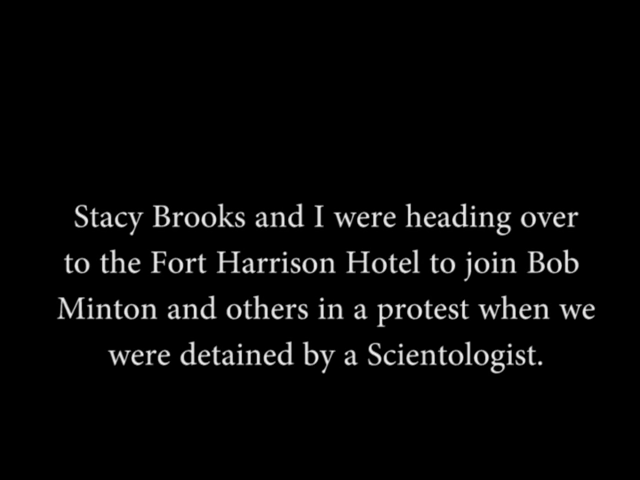 Stacy Brooks and I were heading over
to the Fort Harrison Hotel to join Bob
Minton and others in a protest when we
were detained by a Scientologist.